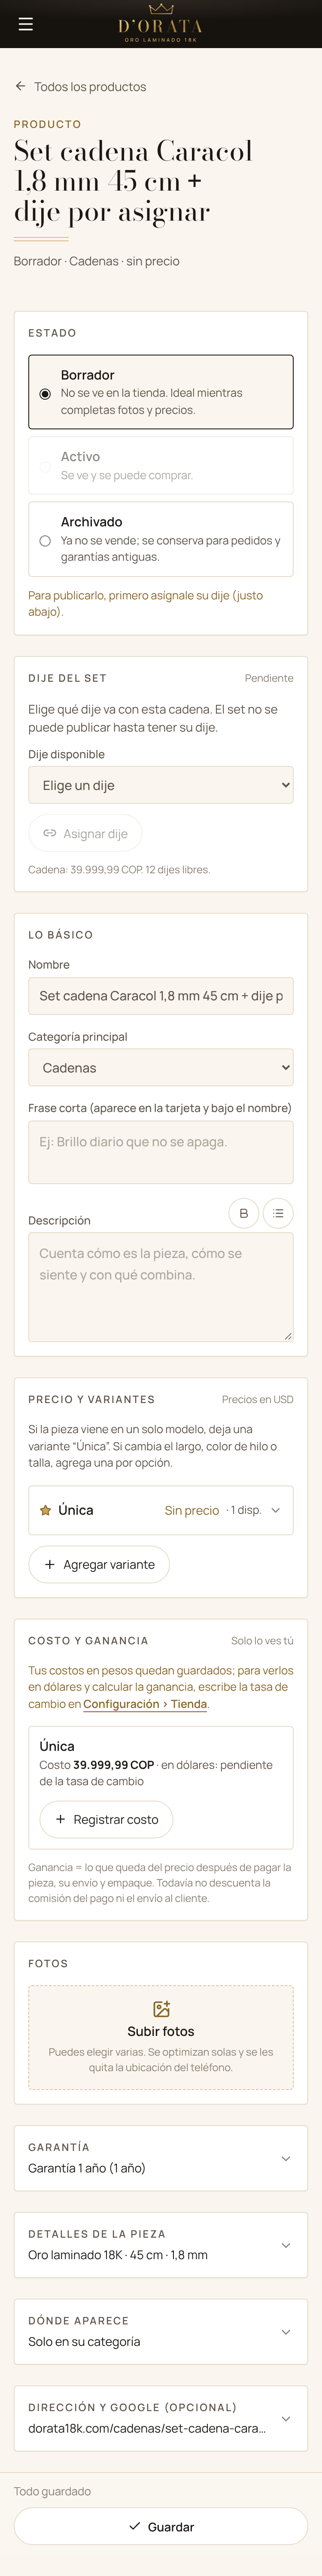 D'ORATA
ORO LAMINADO 18K
Todos los productos
PRODUCTO
Set cadena Caracol
1,8 mm 45 cm +
dije por asignar
Borrador · Cadenas · sin precio
ESTADO
Borrador
No se ve en la tienda. Ideal mientras
completas fotos y precios.
Activo
Se ve y se puede comprar.
Archivado
Ya no se vende; se conserva para pedidos y
garantías antiguas.
Para publicarlo, primero asígnale su dije (justo
abajo).
DIJE DEL SET Pendiente
Elige qué dije va con esta cadena. El set no se
puede publicar hasta tener su dije.
Dije disponible
Elige un dije
Asignar dije
Cadena: 39.999,99 COP. 12 dijes libres.
LO BÁSICO
Nombre
Set cadena Caracol 1,8 mm 45 cm + dije p
Categoría principal
Cadenas
Frase corta (aparece en la tarjeta y bajo el nombre)
Ej: Brillo diario que no se apaga.
Descripción B
Cuenta cómo es la pieza, cómo se
siente y con qué combina.
PRECIO Y VARIANTES Precios en USD
Si la pieza viene en un solo modelo, deja una
variante “Única”. Si cambia el largo, color de hilo o
talla, agrega una por opción.
Única Sin precio · 1 disp.
Agregar variante
COSTO Y GANANCIA Solo lo ves tú
Tus costos en pesos quedan guardados; para verlos
en dólares y calcular la ganancia, escribe la tasa de
cambio en Configuración > Tienda.
Única
Costo 39.999,99 COP · en dólares: pendiente
de la tasa de cambio
Registrar costo
Ganancia = lo que queda del precio después de pagar la
pieza, su envío y empaque. Todavía no descuenta la
comisión del pago ni el envío al cliente.
FOTOS
Subir fotos
Puedes elegir varias. Se optimizan solas y se les
quita la ubicación del teléfono.
GARANTÍA
Garantía 1 año (1 año)
DETALLES DE LA PIEZA
Oro laminado 18K · 45 cm · 1,8 mm
DÓNDE APARECE
Solo en su categoría
DIRECCIÓN Y GOOGLE (OPCIONAL)
dorata18k.com/cadenas/set-cadena-cara...
Todo guardado
Guardar